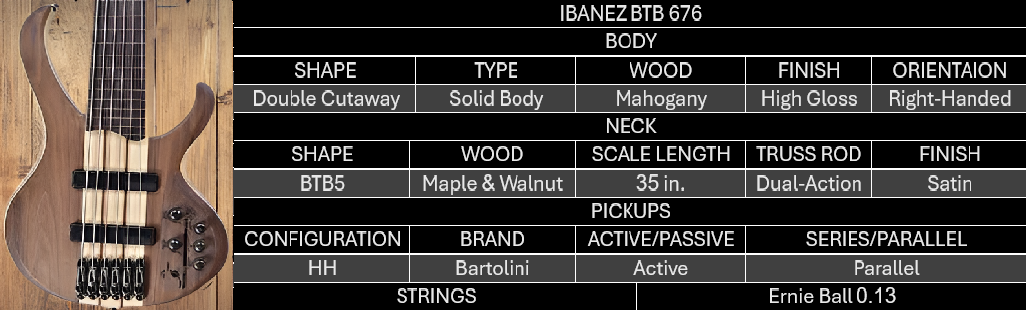 IBANEZ BTB 676
BODY
SHAPE TYPE WOOD FINISH ORIENTAION
Double Cutaway Solid Body Mahogany High Gloss Right-Handed
NECK
SHAPE WOOD SCALE LENGTH TRUSS ROD FINISH
BTB5 Maple & Walnut 35 in. Dual-Action Satin
PICKUPS
CONFIGURATION BRAND ACTIVE/PASSIVE SERIES/PARALLEL
HH Bartolini Active Parallel
STRINGS Ernie Ball 0.13